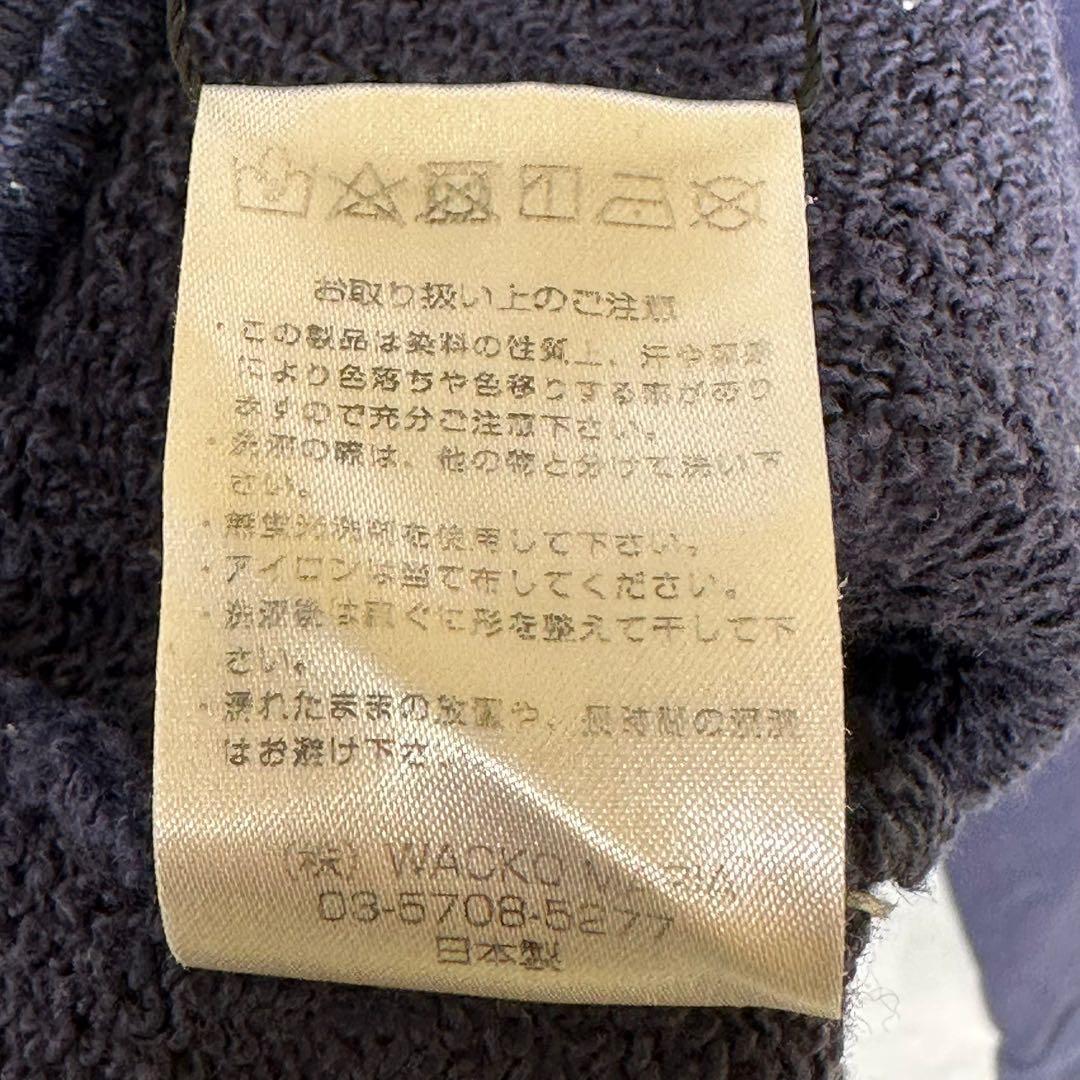 お取り扱い上のご注意
・この製品は染料の性質上、汗や
により色落ちや色移りする事があり
ますので充分ご注意下さい。
・洗濯の際は、他の物と分けて洗い下
さい。
・無蛍光洗剤を使用して下さい。
・アイロンは当て布してください。
・洗濯後は直ぐに形を整えて干して下
さい。
・濡れたままの放置や、長時間の
はお避け下さ
(株) WACKO MARIA
03-5708-5277
日本製